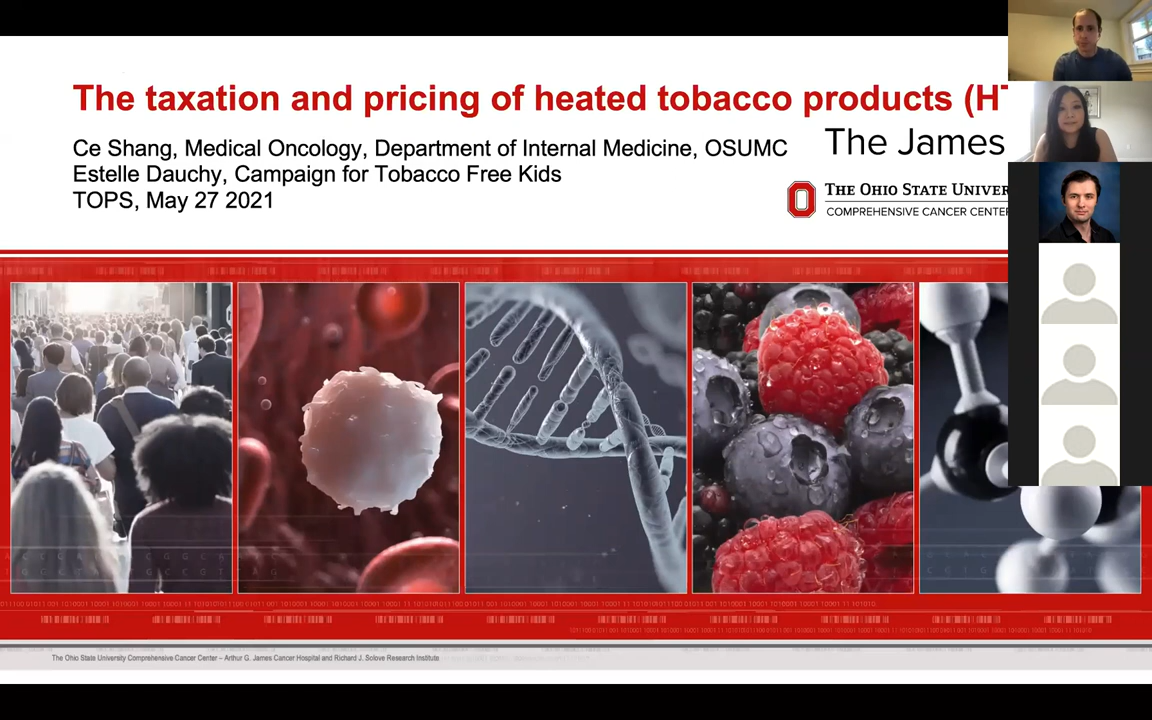 The taxation and pricing of heated tobacco products (HT
Ce Shang, Medical Oncology, Department of Internal Medicine, OSUMC
Estelle Dauchy, Campaign for Tobacco Free Kids
TOPS, May 27 2021
The James
THE OHIO STATE UNIVER
COMPREHENSIVE CANCER CENTER
The Ohio State University Comprehensive Cancer Center – Arthur G. James Cancer Hospital and Richard J. Solove Research Institute